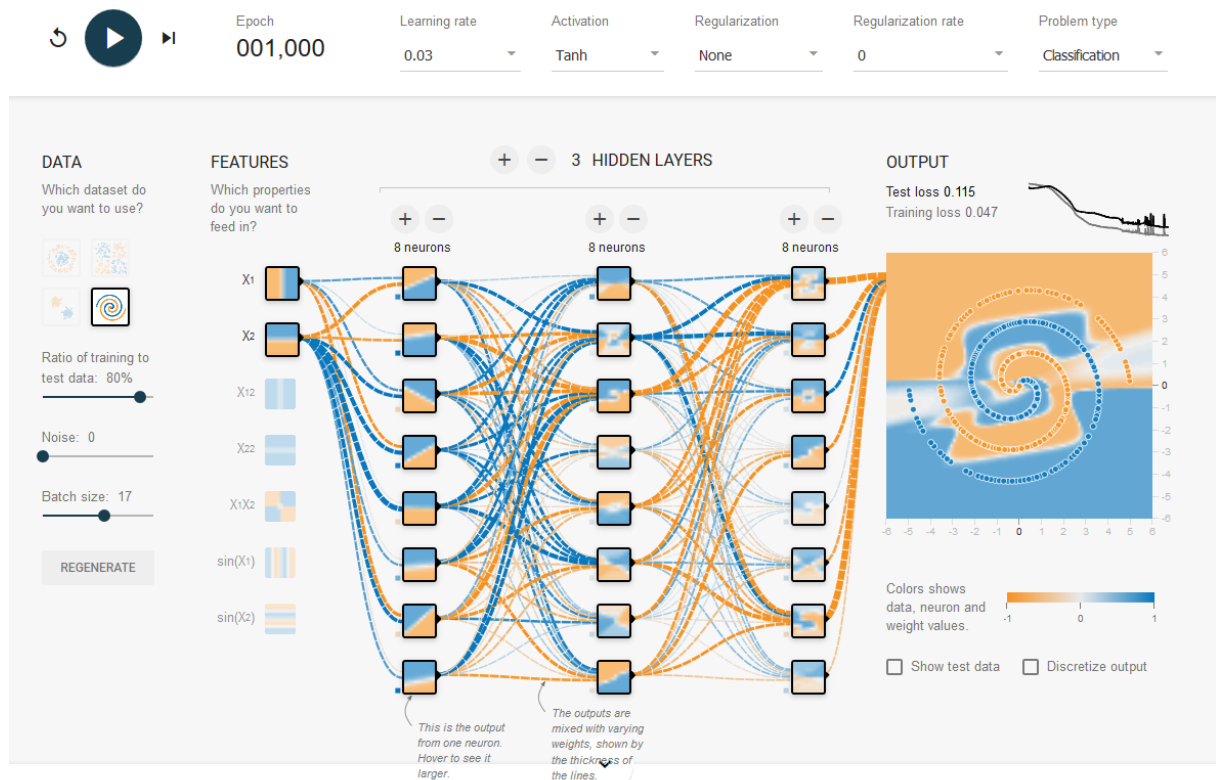 Epoch
001,000
Learning rate
0.03
Activation
Tanh
Regularization
None
Regularization rate
0
Problem type
Classification
DATA
Which dataset do
you want to use?
Ratio of training to
test data: 80%
Noise: 0
Batch size: 17
REGENERATE
FEATURES
Which properties
do you want to
feed in?
X1
X2
X12
X22
X1X2
sin(X1)
sin(X2)
+ − 3 HIDDEN LAYERS
+ −
8 neurons
+ −
8 neurons
+ −
8 neurons
This is the output
from one neuron.
Hover to see it
larger.
The outputs are
mixed with varying
weights, shown by
the thickness of
the lines.
OUTPUT
Test loss 0.115
Training loss 0.047
6
5
4
3
2
1
0
-1
-2
-3
-4
-5
-6
-6 -5 -4 -3 -2 -1 0 1 2 3 4 5 6
Colors shows
data, neuron and
weight values.
-1 0 1
Show test data
Discretize output